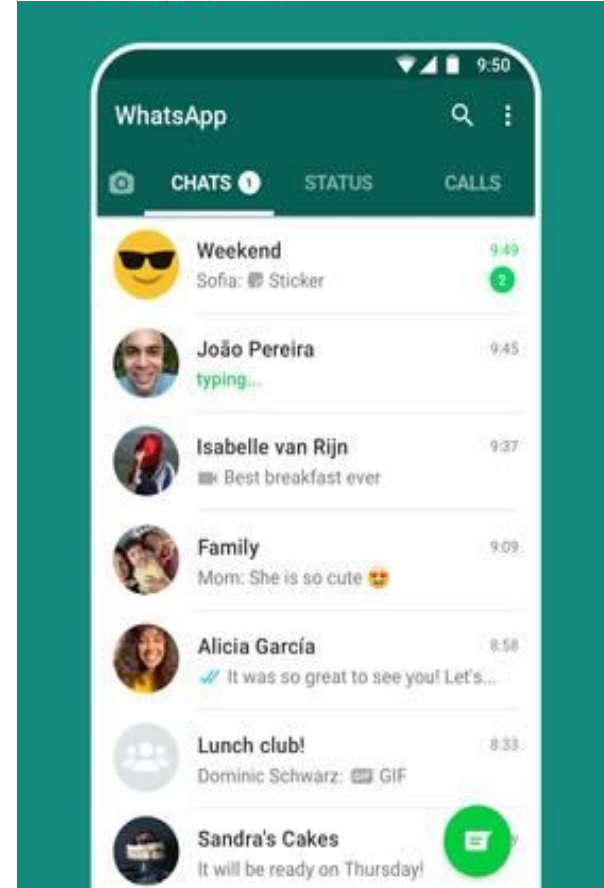 9:50
WhatsApp
CHATS 1
STATUS
CALLS
Weekend
9:49
Sofia: Sticker
2
João Pereira
9:45
typing...
Isabelle van Rijn
9:37
Best breakfast ever
Family
9:09
Mom: She is so cute 😍
Alicia García
8:58
It was so great to see you! Let's...
Lunch club!
8:33
Dominic Schwarz: GIF GIF
Sandra's Cakes
It will be ready on Thursday!